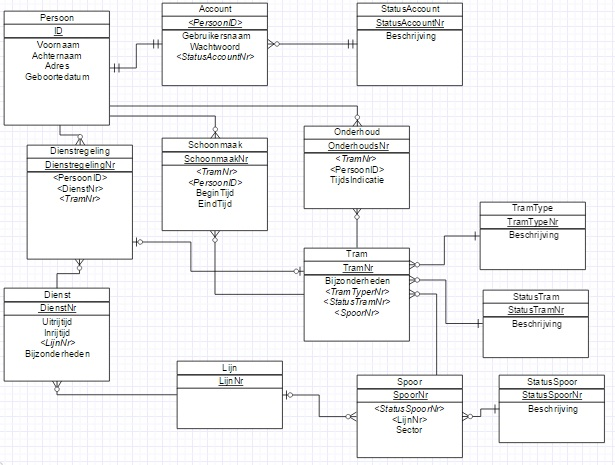 Persoon
ID
Voornaam
Achternaam
Adres
Geboortedatum
Account
<PersoonID>
Gebruikersnaam
Wachtwoord
<StatusAccountNr>
StatusAccount
StatusAccountNr
Beschrijving
Dienstregeling
DienstregelingNr
<PersoonID>
<DienstNr>
<TramNr>
Schoonmaak
SchoonmaakNr
<TramNr>
<PersoonID>
BeginTijd
EindTijd
Onderhoud
OnderhoudsNr
<TramNr>
<PersoonID>
TijdsIndicatie
TramType
TramTypeNr
Beschrijving
Tram
TramNr
Bijzonderheden
<TramTyperNr>
<StatusTramNr>
<SpoorNr>
StatusTram
StatusTramNr
Beschrijving
Dienst
DienstNr
Uitrijtijd
Inrijtijd
<LijnNr>
Bijzonderheden
Lijn
LijnNr
Spoor
SpoorNr
<StatusSpoorNr>
<LijnNr>
Sector
StatusSpoor
StatusSpoorNr
Beschrijving